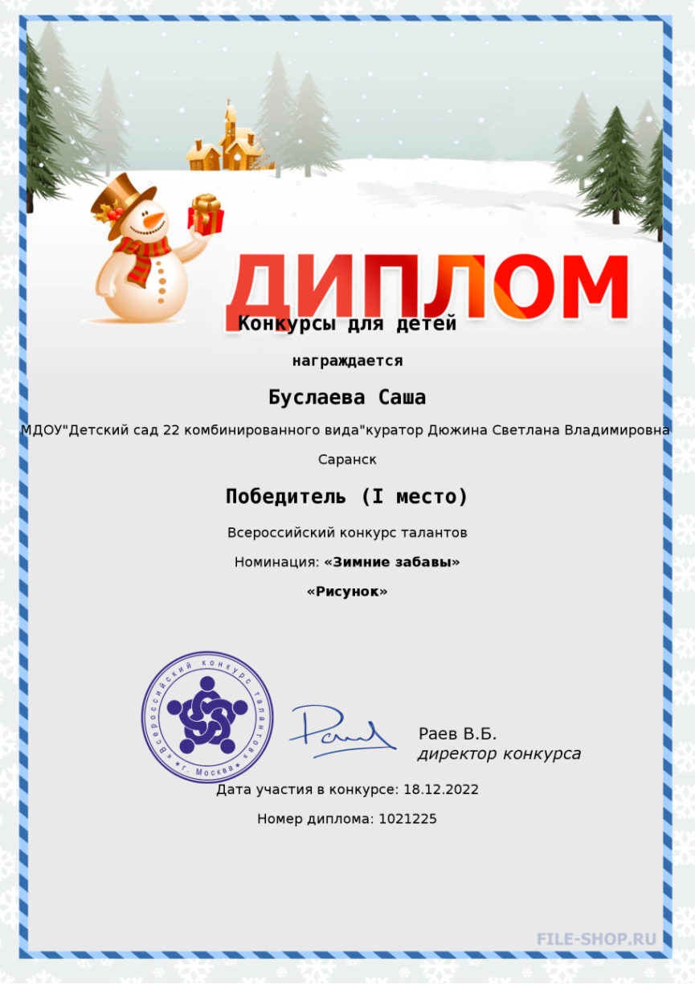 ДИПЛОМ
Конкурсы для детей
награждается
Буслаева Саша
МДОУ"Детский сад 22 комбинированного вида"куратор Дюжина Светлана Владимировна
Саранск
Победитель (I место)
Всероссийский конкурс талантов
Номинация: «Зимние забавы»
«Рисунок»
«Всероссийский конкурс талантов»
* г. Москва *
Раев В.Б.
директор конкурса
Дата участия в конкурсе: 18.12.2022
Номер диплома: 1021225
FILE-SHOP.RU